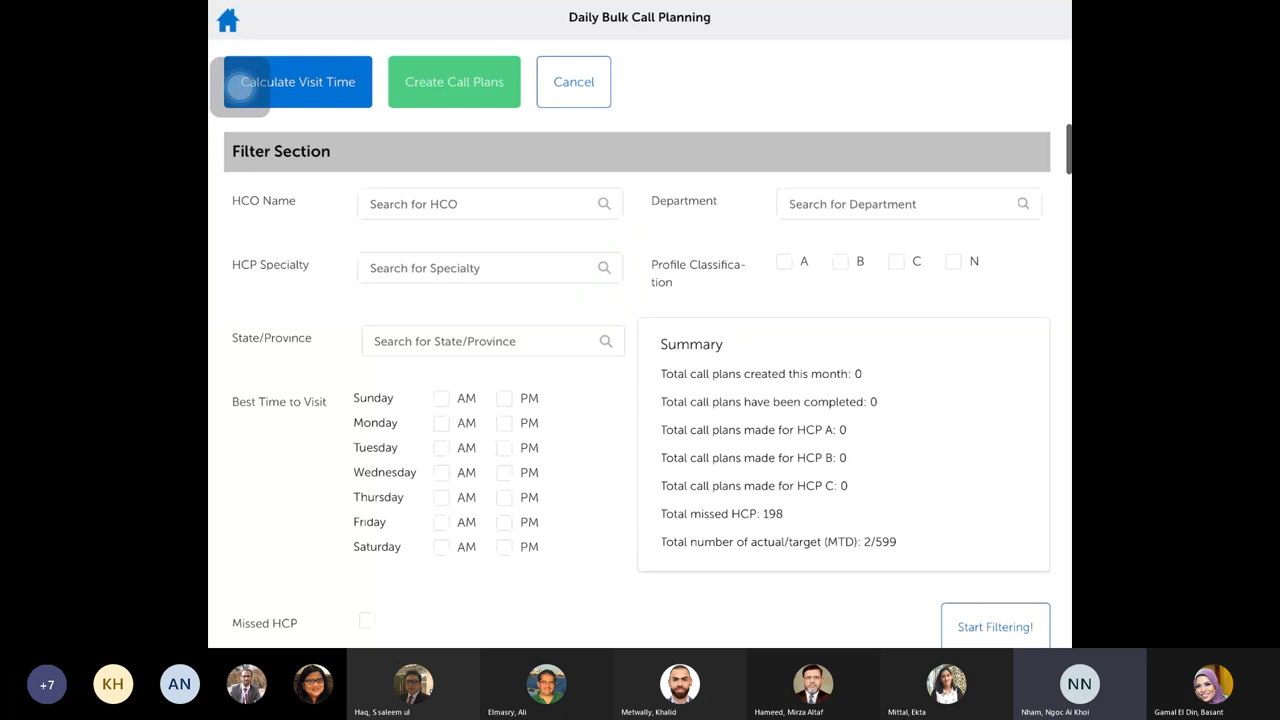 Daily Bulk Call Planning
Calculate Visit Time
Create Call Plans
Cancel
Filter Section
HCO Name
Search for HCO
Department
Search for Department
HCP Specialty
Search for Specialty
Profile Classifica-
tion
A
B
C
N
State/Province
Search for State/Province
Best Time to Visit
Sunday AM PM
Monday AM PM
Tuesday AM PM
Wednesday AM PM
Thursday AM PM
Friday AM PM
Saturday AM PM
Summary
Total call plans created this month: 0
Total call plans have been completed: 0
Total call plans made for HCP A: 0
Total call plans made for HCP B: 0
Total call plans made for HCP C: 0
Total missed HCP: 198
Total number of actual/target (MTD): 2/599
Missed HCP
Start Filtering!
+7
KH
AN
NN
Haq, S saleem ul
Elmasry, Ali
Metwally, Khalid
Hameed, Mirza Altaf
Mittal, Ekta
Nham, Ngoc Ai Khoi
Gamal El Din, Basant